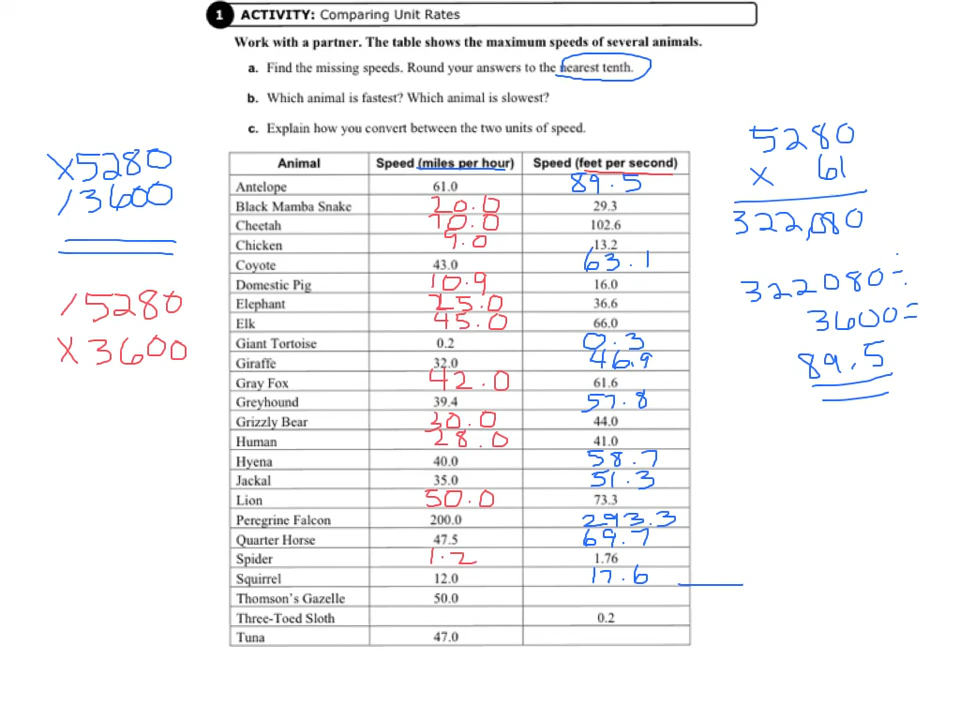 1 ACTIVITY: Comparing Unit Rates
Work with a partner. The table shows the maximum speeds of several animals.
a. Find the missing speeds. Round your answers to the nearest tenth.
b. Which animal is fastest? Which animal is slowest?
c. Explain how you convert between the two units of speed.
×5280
/3600
/5280
×3600
Animal Speed (miles per hour) Speed (feet per second)
Antelope 61.0 89.5
Black Mamba Snake 20.0 29.3
Cheetah 70.0 102.6
Chicken 9.0 13.2
Coyote 43.0 63.1
Domestic Pig 10.9 16.0
Elephant 25.0 36.6
Elk 45.0 66.0
Giant Tortoise 0.2 0.3
Giraffe 32.0 46.9
Gray Fox 42.0 61.6
Greyhound 39.4 57.8
Grizzly Bear 30.0 44.0
Human 28.0 41.0
Hyena 40.0 58.7
Jackal 35.0 51.3
Lion 50.0 73.3
Peregrine Falcon 200.0 293.3
Quarter Horse 47.5 69.7
Spider 1.2 1.76
Squirrel 12.0 17.6
Thomson's Gazelle 50.0
Three-Toed Sloth 0.2
Tuna 47.0
5280
× 61
322,080
322080÷
3600=
89.5